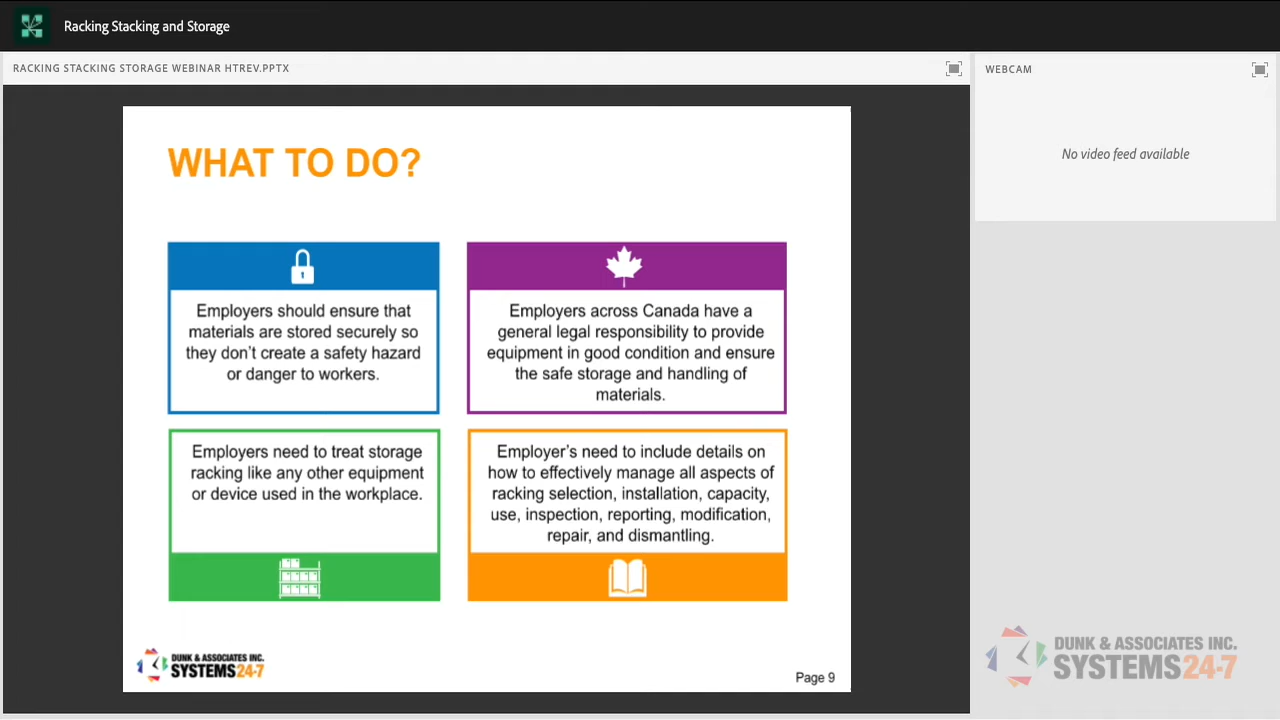 Racking Stacking and Storage
RACKING STACKING STORAGE WEBINAR HTREV.PPTX
WEBCAM
No video feed available
WHAT TO DO?
Employers should ensure that
materials are stored securely so
they don't create a safety hazard
or danger to workers.
Employers across Canada have a
general legal responsibility to provide
equipment in good condition and ensure
the safe storage and handling of
materials.
Employers need to treat storage
racking like any other equipment
or device used in the workplace.
Employer's need to include details on
how to effectively manage all aspects of
racking selection, installation, capacity,
use, inspection, reporting, modification,
repair, and dismantling.
DUNK & ASSOCIATES INC.
SYSTEMS 24-7
Page 9
DUNK & ASSOCIATES INC.
SYSTEMS 24-7